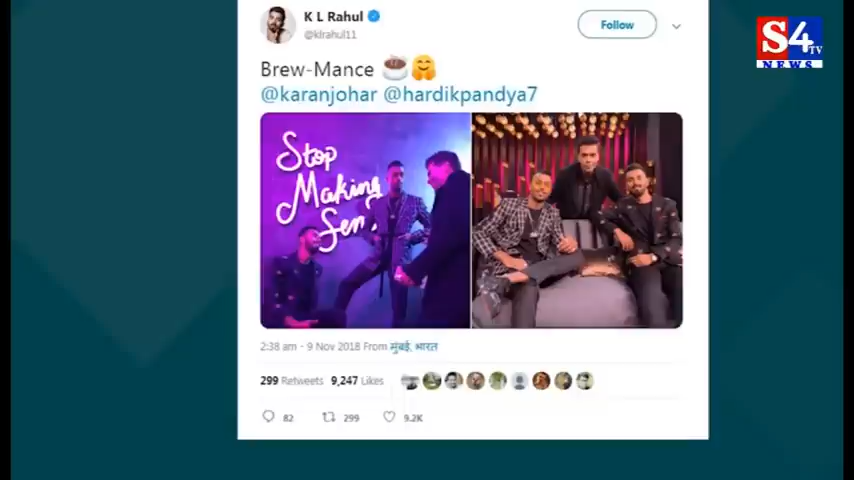 K L Rahul
@klrahul11
Follow
S4 TV
NEWS
Brew-Mance ☕🤗
@karanjohar @hardikpandya7
Stop
Making
Sen
2:38 am - 9 Nov 2018 From मुंबई, भारत
299 Retweets 9,247 Likes
82 299 9.2K